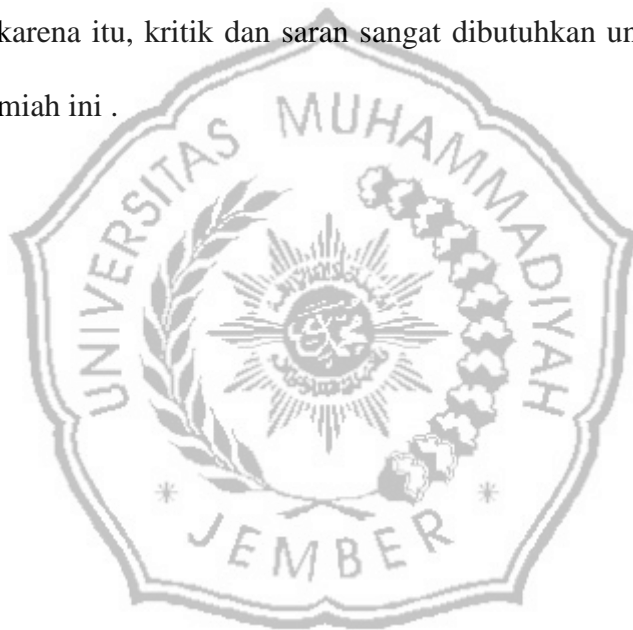 karena itu, kritik dan saran sangat dibutuhkan un
miah ini .
UNIVERSITAS MUHAMMADIYAH
JEMBER